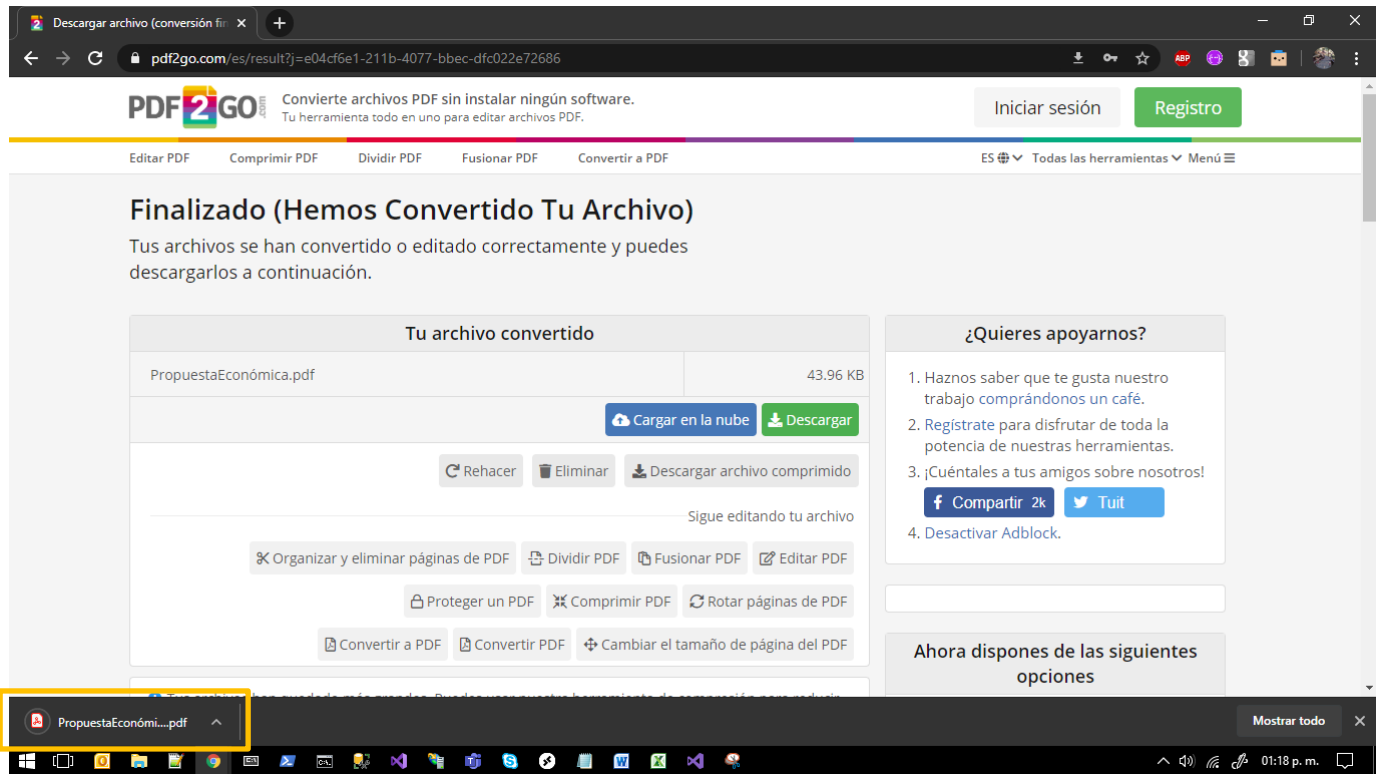 Descargar archivo (conversión fin
pdf2go.com/es/result?j=e04cf6e1-211b-4077-bbec-dfc022e72686
ABP
PDF2GO.com
Convierte archivos PDF sin instalar ningún software.
Tu herramienta todo en uno para editar archivos PDF.
Iniciar sesión
Registro
Editar PDF
Comprimir PDF
Dividir PDF
Fusionar PDF
Convertir a PDF
ES
Todas las herramientas
Menú
Finalizado (Hemos Convertido Tu Archivo)
Tus archivos se han convertido o editado correctamente y puedes
descargarlos a continuación.
Tu archivo convertido
PropuestaEconómica.pdf
43.96 KB
Cargar en la nube
Descargar
Rehacer
Eliminar
Descargar archivo comprimido
Sigue editando tu archivo
Organizar y eliminar páginas de PDF
Dividir PDF
Fusionar PDF
Editar PDF
Proteger un PDF
Comprimir PDF
Rotar páginas de PDF
Convertir a PDF
Convertir PDF
Cambiar el tamaño de página del PDF
¿Quieres apoyarnos?
1. Haznos saber que te gusta nuestro
trabajo comprándonos un café.
2. Regístrate para disfrutar de toda la
potencia de nuestras herramientas.
3. ¡Cuéntales a tus amigos sobre nosotros!
Compartir 2k
Tuit
4. Desactivar Adblock.
Ahora dispones de las siguientes
opciones
PropuestaEconómi....pdf
Mostrar todo
01:18 p. m.